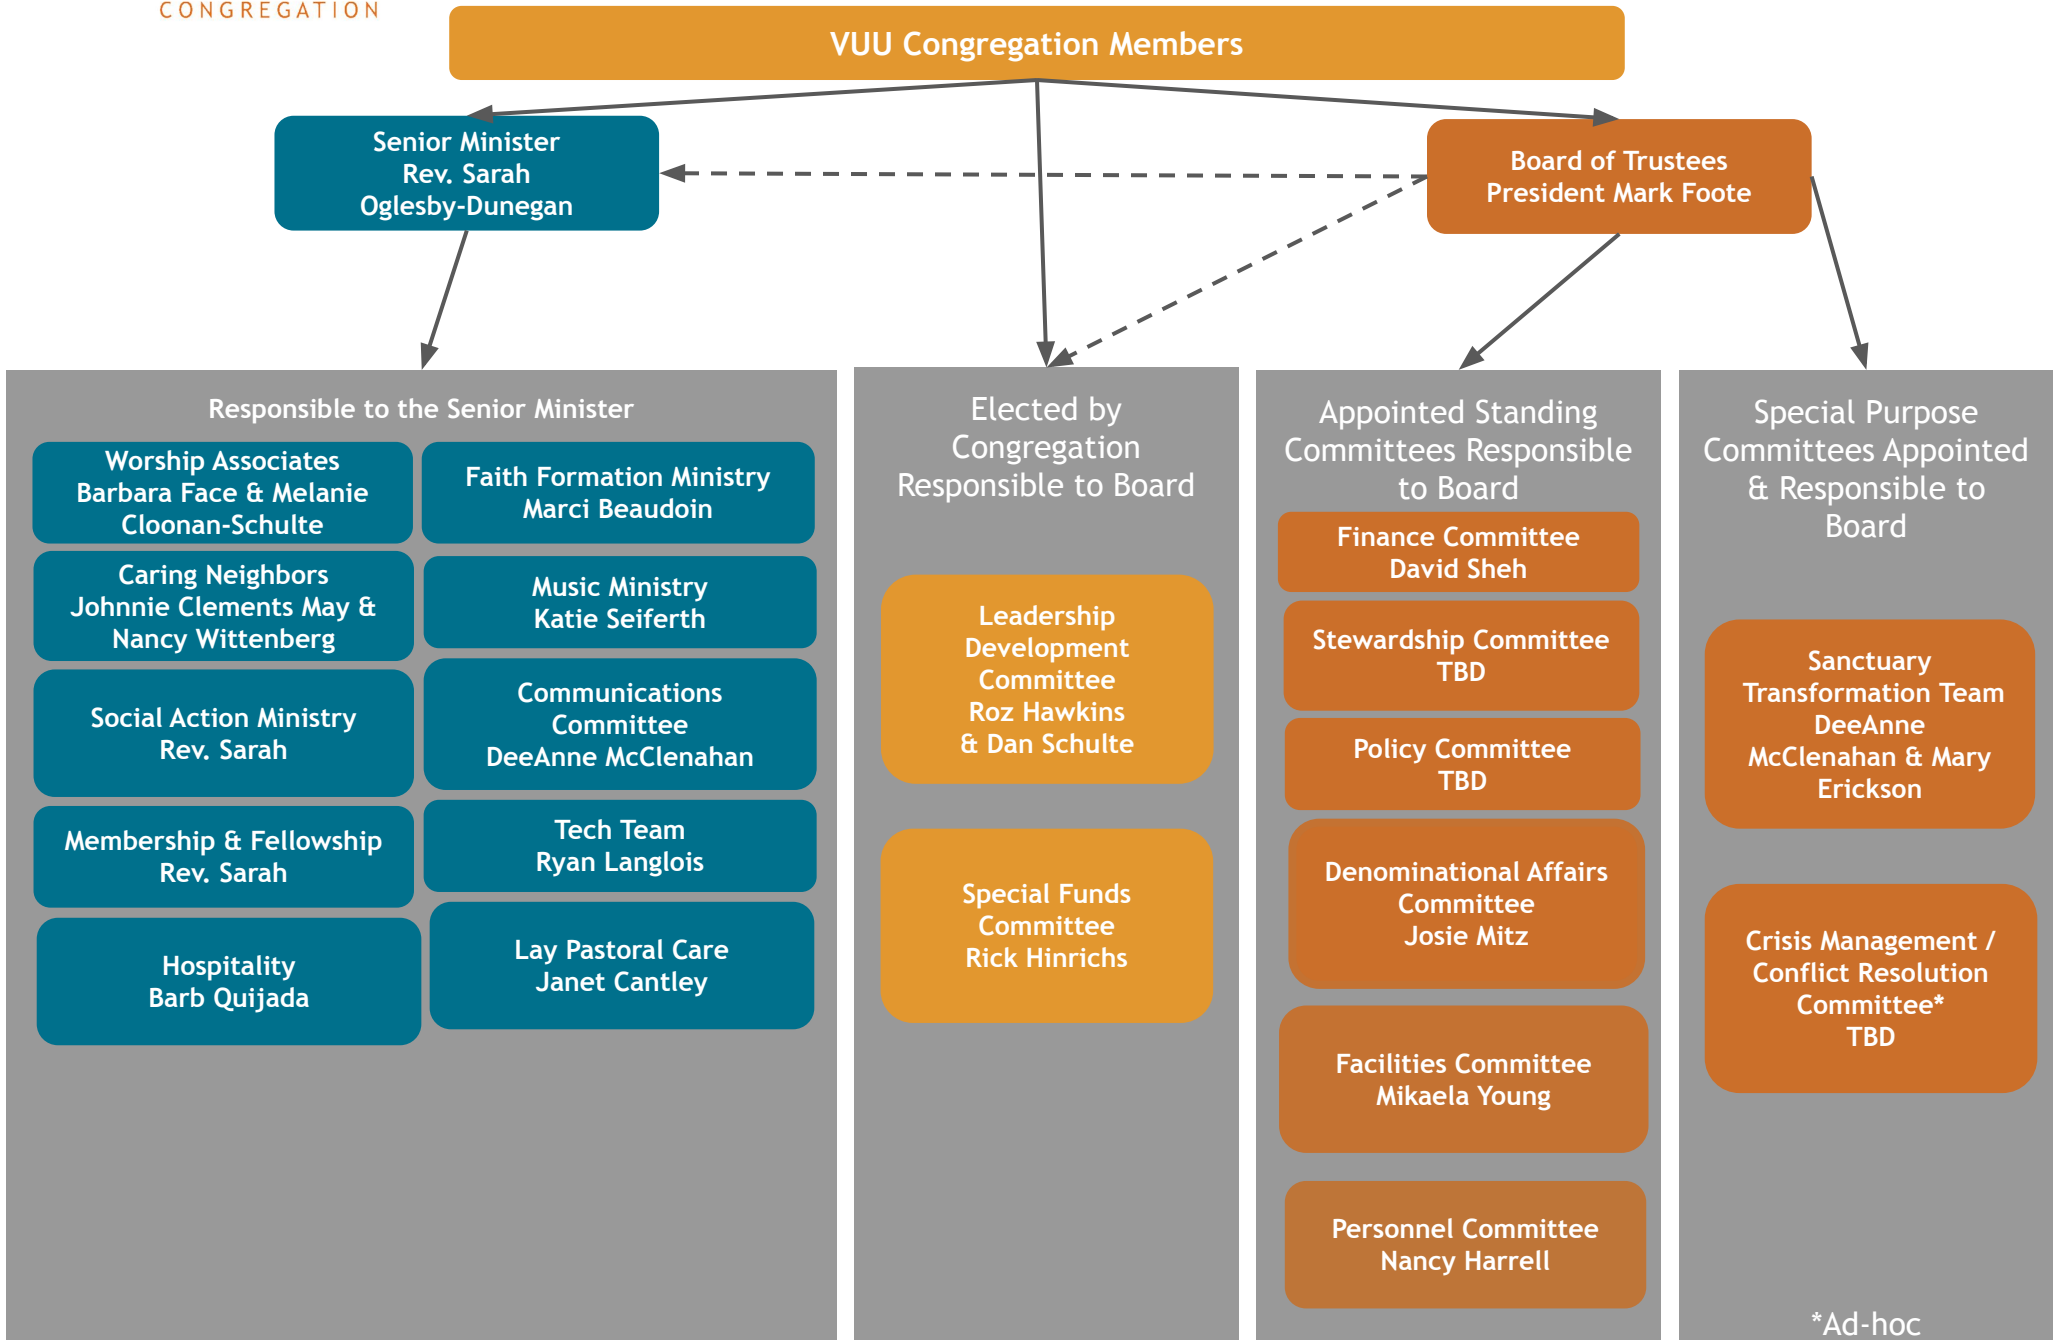 CONGREGATION
VUU Congregation Members
Senior Minister
Rev. Sarah
Oglesby-Dunegan
Board of Trustees
President Mark Foote
Responsible to the Senior Minister
Worship Associates
Barbara Face & Melanie
Cloonan-Schulte
Faith Formation Ministry
Marci Beaudoin
Caring Neighbors
Johnnie Clements May &
Nancy Wittenberg
Music Ministry
Katie Seiferth
Social Action Ministry
Rev. Sarah
Communications
Committee
DeeAnne McClenahan
Membership & Fellowship
Rev. Sarah
Tech Team
Ryan Langlois
Hospitality
Barb Quijada
Lay Pastoral Care
Janet Cantley
Elected by
Congregation
Responsible to Board
Leadership
Development
Committee
Roz Hawkins
& Dan Schulte
Special Funds
Committee
Rick Hinrichs
Appointed Standing
Committees Responsible
to Board
Finance Committee
David Sheh
Stewardship Committee
TBD
Policy Committee
TBD
Denominational Affairs
Committee
Josie Mitz
Facilities Committee
Mikaela Young
Personnel Committee
Nancy Harrell
Special Purpose
Committees Appointed
& Responsible to
Board
Sanctuary
Transformation Team
DeeAnne
McClenahan & Mary
Erickson
Crisis Management /
Conflict Resolution
Committee*
TBD
*Ad-hoc